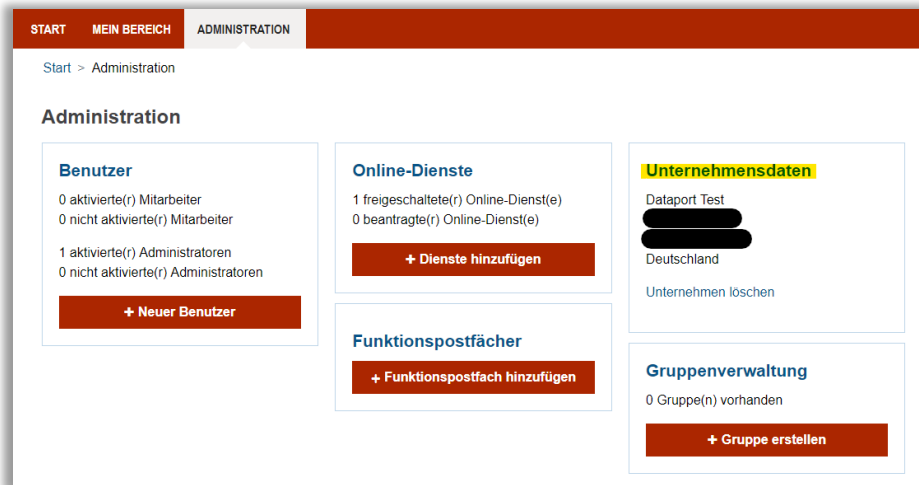 START MEIN BEREICH ADMINISTRATION
Start > Administration
Administration
Benutzer
0 aktivierte(r) Mitarbeiter
0 nicht aktivierte(r) Mitarbeiter
1 aktivierte(r) Administratoren
0 nicht aktivierte(r) Administratoren
+ Neuer Benutzer
Online-Dienste
1 freigeschaltete(r) Online-Dienst(e)
0 beantragte(r) Online-Dienst(e)
+ Dienste hinzufügen
Funktionspostfächer
+ Funktionspostfach hinzufügen
Unternehmensdaten
Dataport Test
Deutschland
Unternehmen löschen
Gruppenverwaltung
0 Gruppe(n) vorhanden
+ Gruppe erstellen